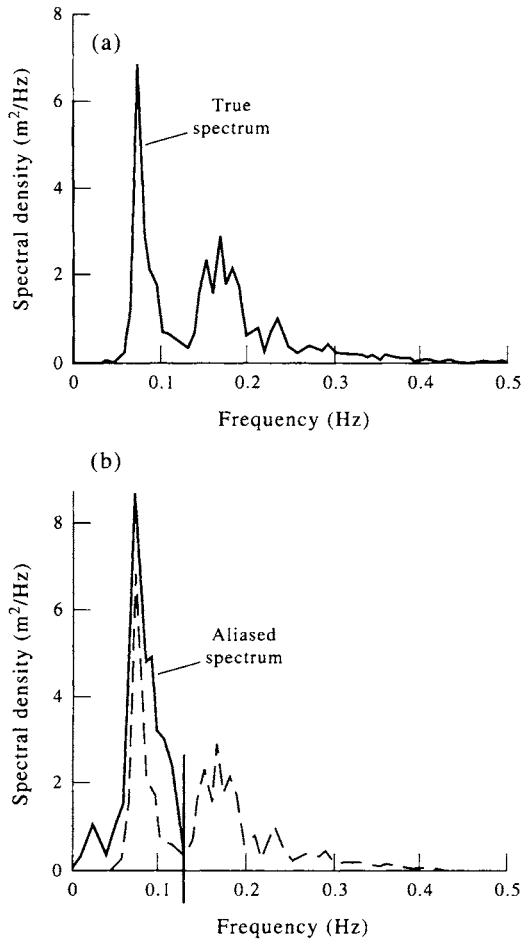 (a)
8
6
4
2
0
Spectral density (m²/Hz)
True
spectrum
0 0.1 0.2 0.3 0.4 0.5
Frequency (Hz)
(b)
8
6
4
2
0
Spectral density (m²/Hz)
Aliased
spectrum
0 0.1 0.2 0.3 0.4 0.5
Frequency (Hz)